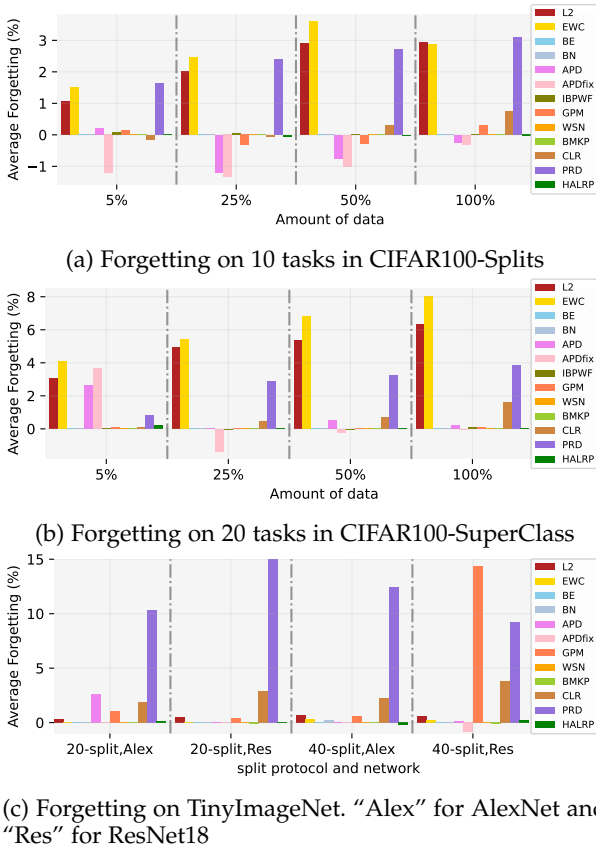 Average Forgetting (%)
3
2
1
0
−1
5%
25%
50%
100%
Amount of data
L2
EWC
BE
BN
APD
APDfix
IBPWF
GPM
WSN
BMKP
CLR
PRD
HALRP
(a) Forgetting on 10 tasks in CIFAR100-Splits
Average Forgetting (%)
8
6
4
2
0
5%
25%
50%
100%
Amount of data
L2
EWC
BE
BN
APD
APDfix
IBPWF
GPM
WSN
BMKP
CLR
PRD
HALRP
(b) Forgetting on 20 tasks in CIFAR100-SuperClass
Average Forgetting (%)
15
10
5
0
20-split,Alex
20-split,Res
40-split,Alex
40-split,Res
split protocol and network
L2
EWC
BE
BN
APD
APDfix
GPM
WSN
BMKP
CLR
PRD
HALRP
(c) Forgetting on TinyImageNet. “Alex” for AlexNet and
“Res” for ResNet18